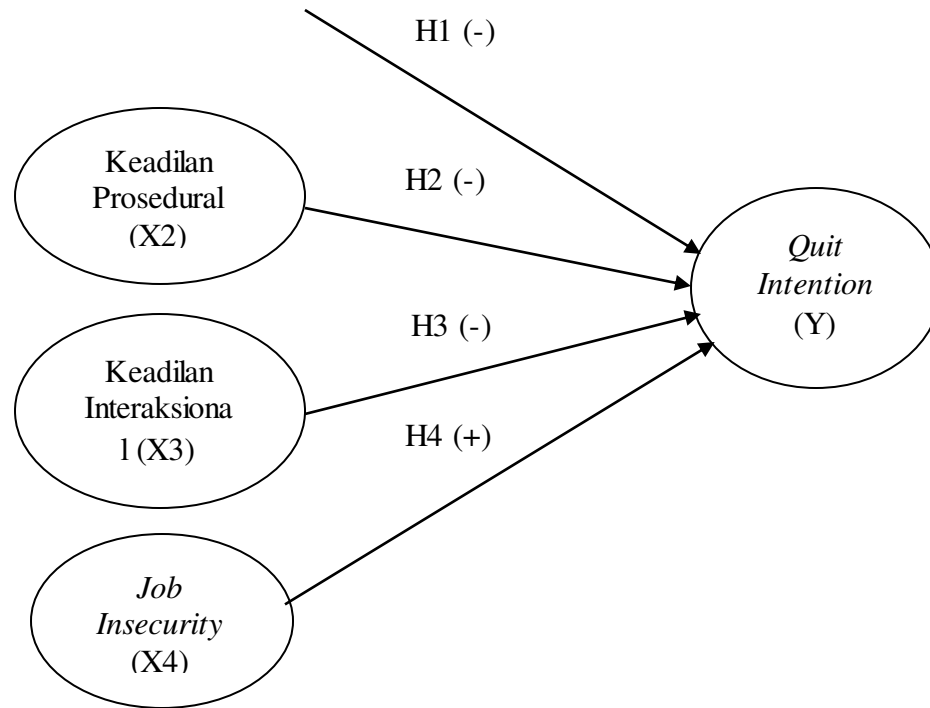 H1 (-)
Keadilan
Prosedural
(X2)
H2 (-)
Quit
Intention
(Y)
Keadilan
Interaksiona
l (X3)
H3 (-)
H4 (+)
Job
Insecurity
(X4)